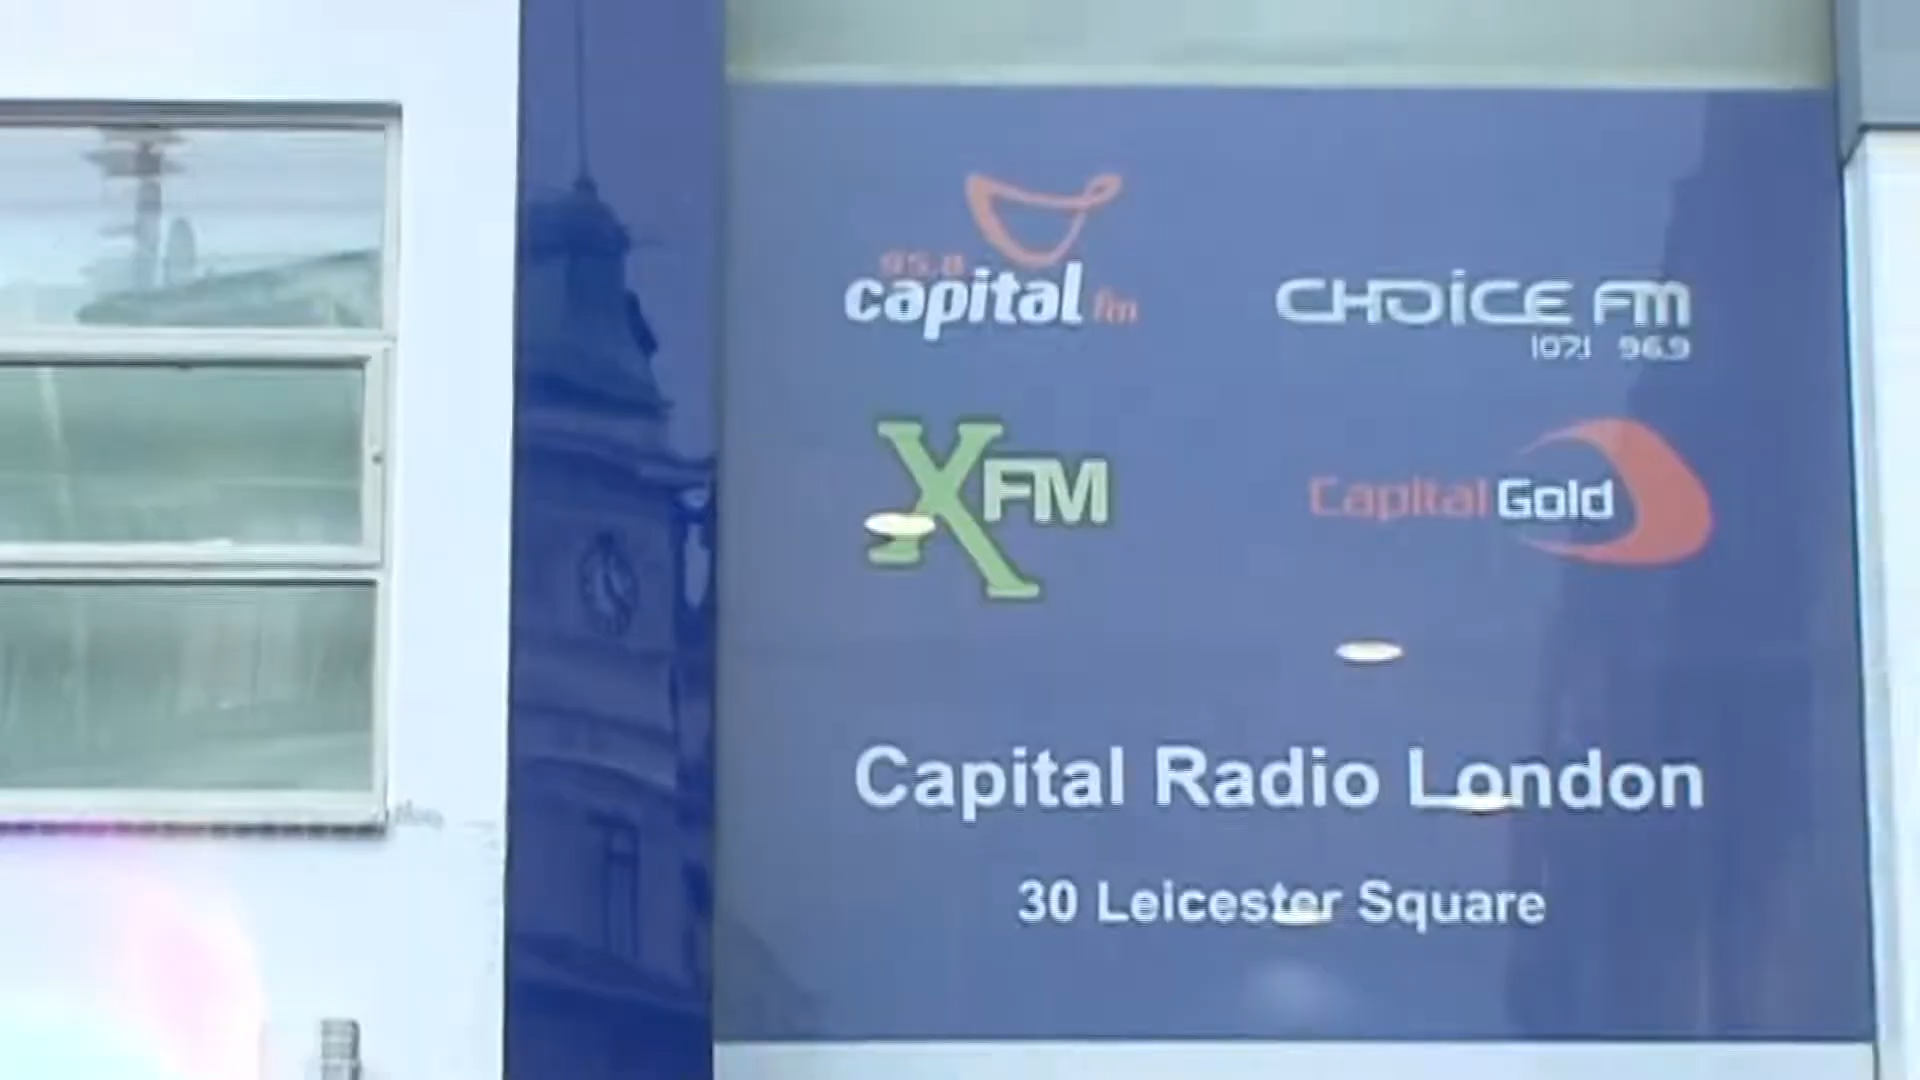 95.8
capital fm
CHOICE FM
107.1 96.9
XFM
Capital Gold
Capital Radio London
30 Leicester Square